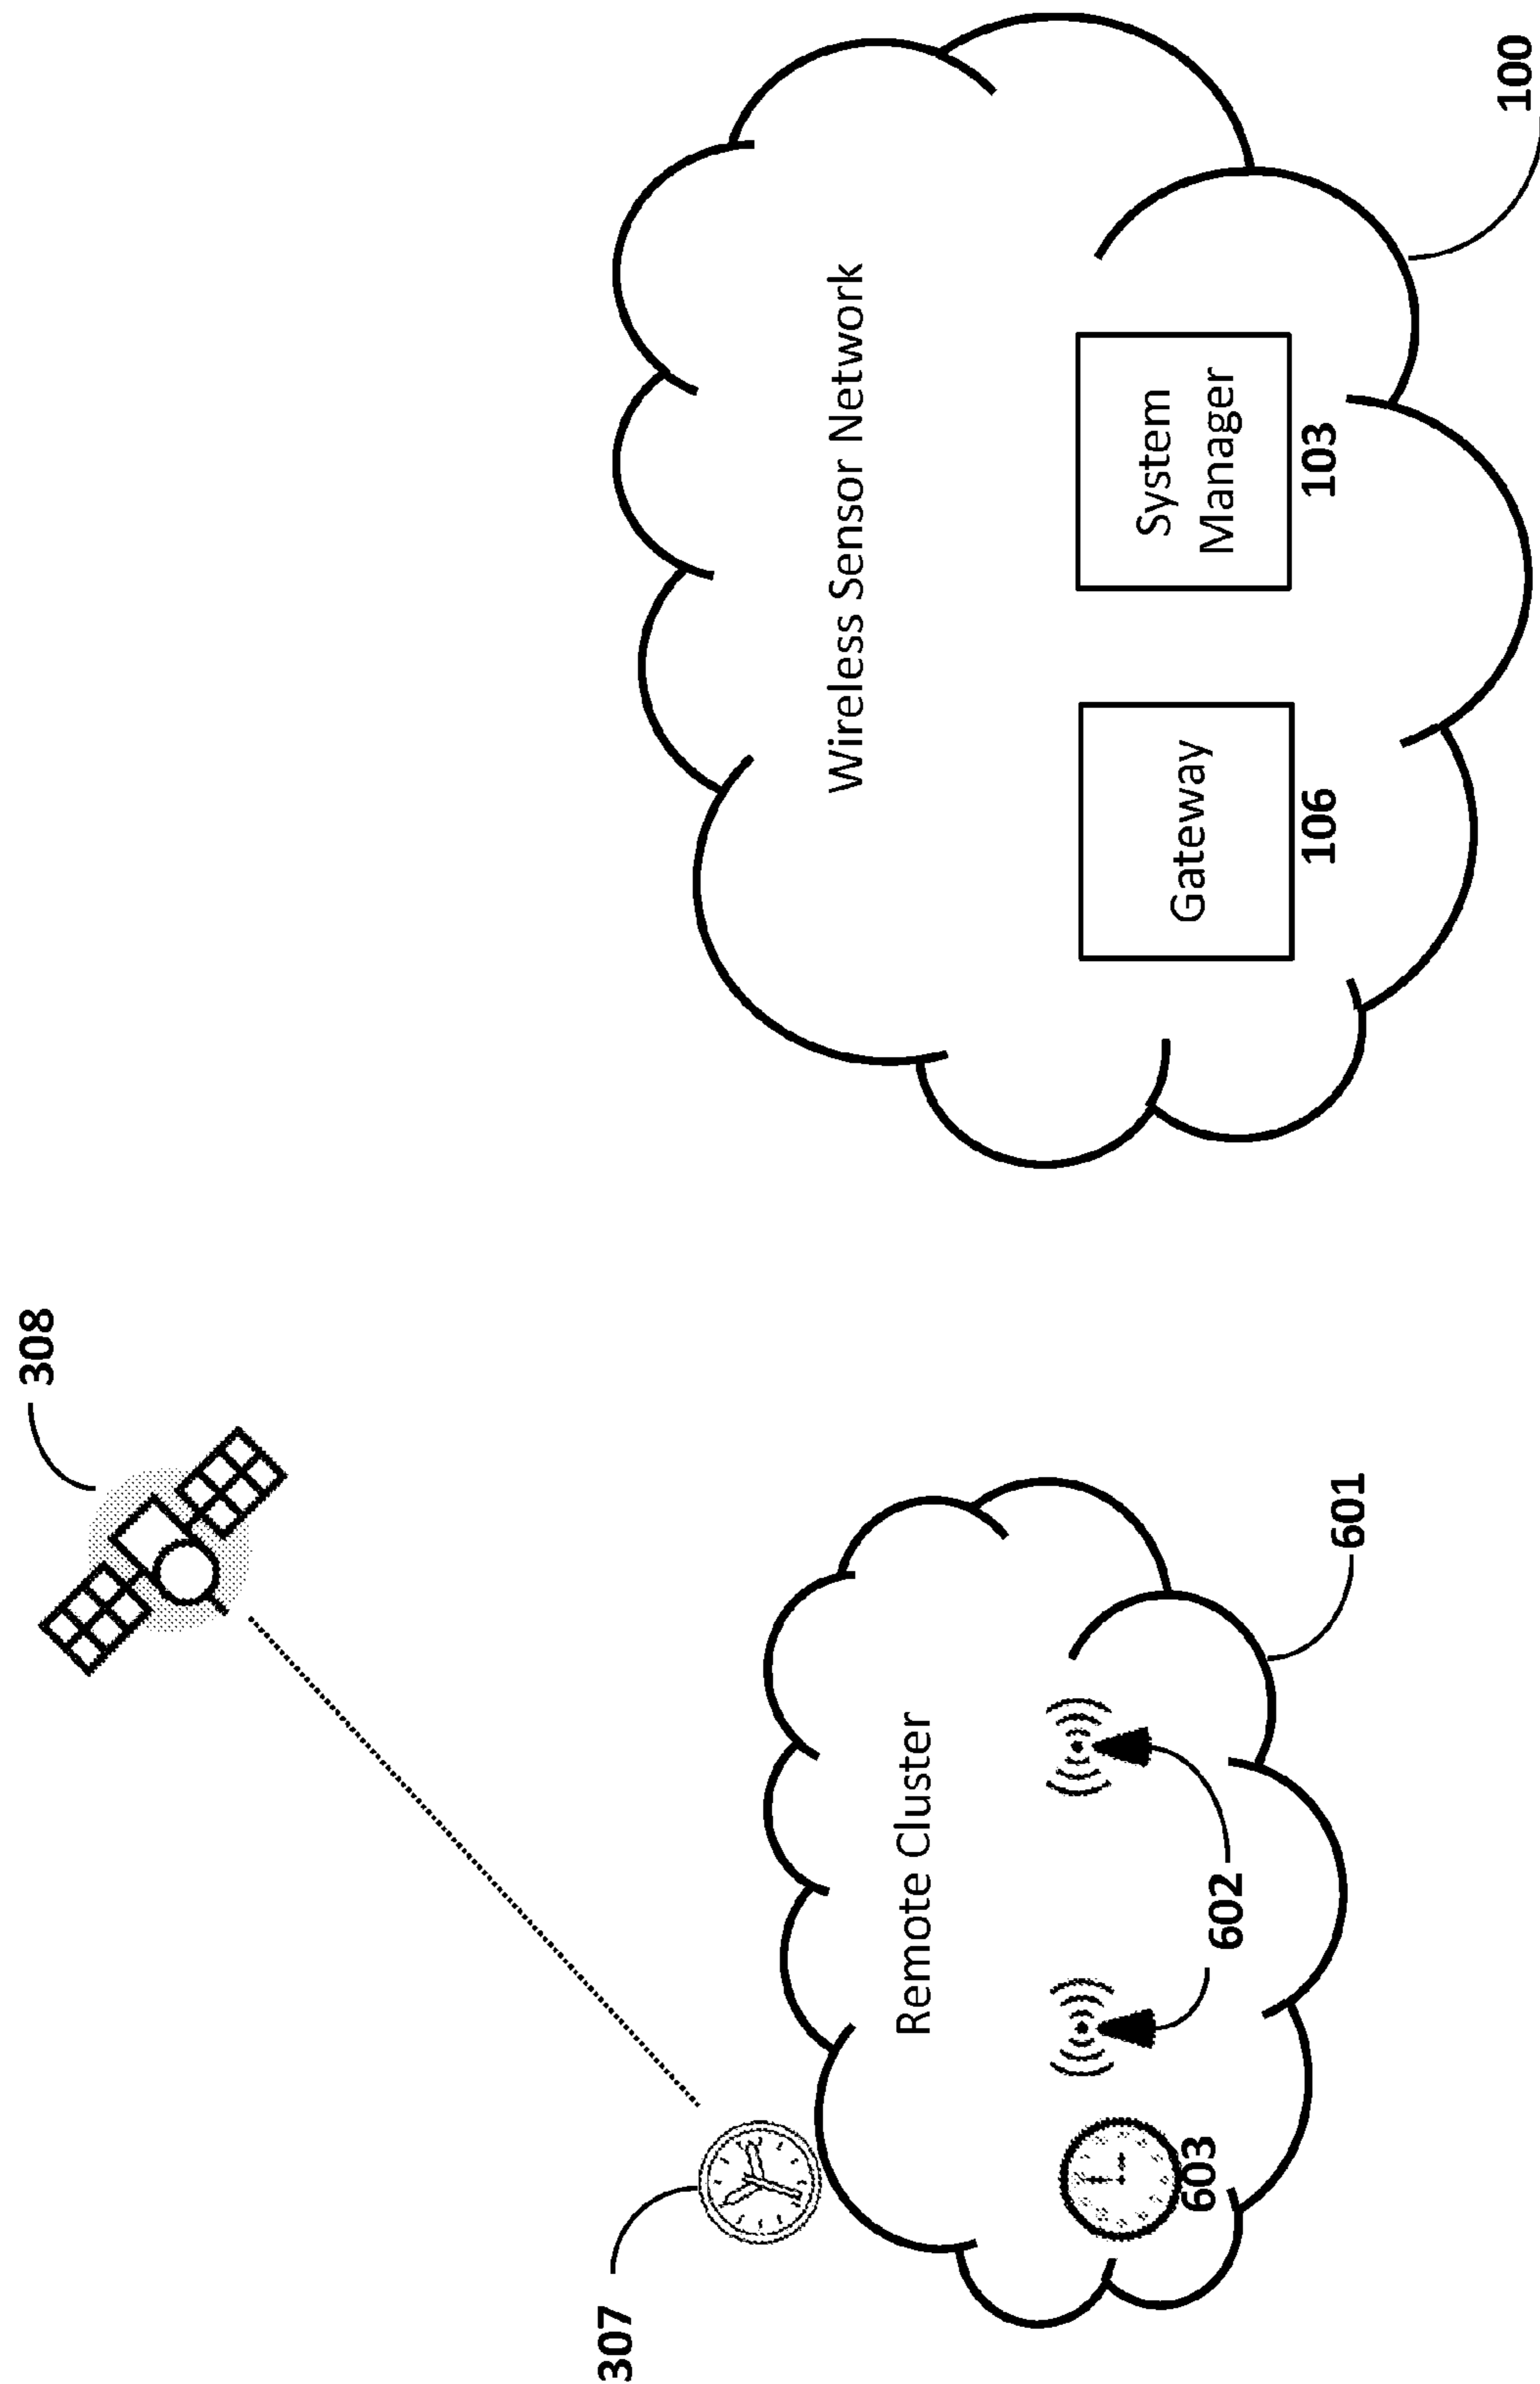 308
307
Remote Cluster
602
603
601
Wireless Sensor Network
Gateway
106
System
Manager
103
100